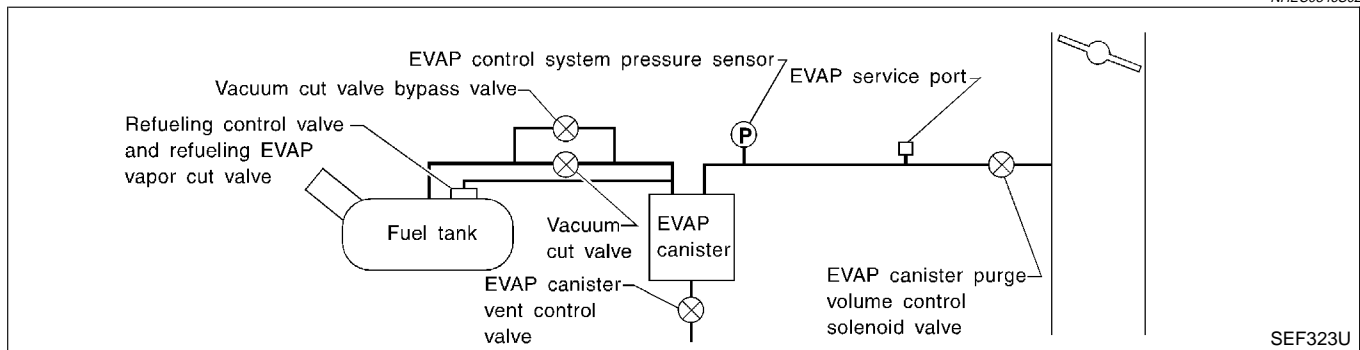 EVAP control system pressure sensor
EVAP service port
Vacuum cut valve bypass valve
Refueling control valve
and refueling EVAP
vapor cut valve
P
Fuel tank
Vacuum
cut valve
EVAP
canister
EVAP canister
vent control
valve
EVAP canister purge
volume control
solenoid valve
SEF323U